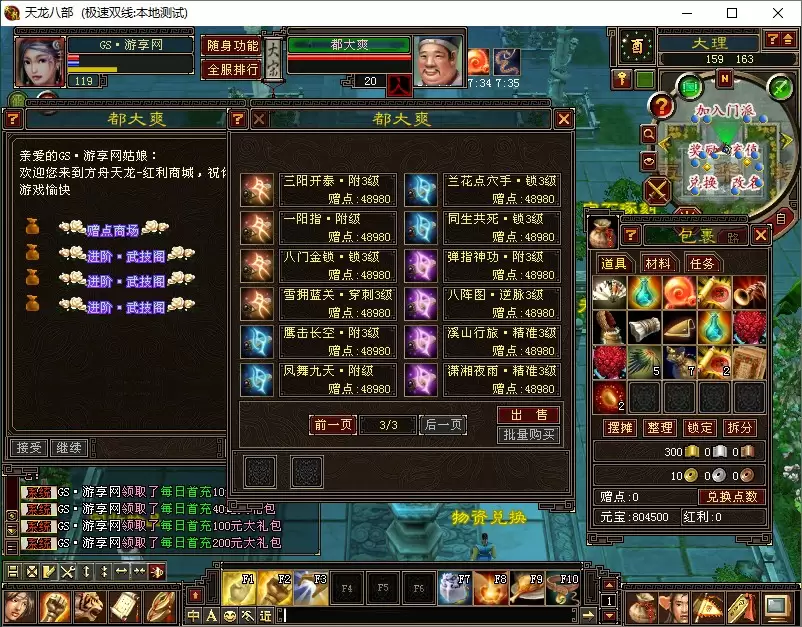 天龙八部 (极速双线:本地测试)
GS·游享网
119
随身功能
全服排行
大宗
都大爽
20
7:34
7:35
酉
大理
159 163
N
加入门派
兑换
改名
自
都大爽
亲爱的GS·游享网姑娘：
游戏愉快
赠点商场
进阶·武技阁
进阶·武技阁
进阶·武技阁
接受
继续
都大爽
三阳开泰·附3级
赠点:48980
兰花点穴手·锁3级
赠点:48980
一阳指·附级
赠点:48980
同生共死·锁3级
赠点:48980
八门金锁·锁3级
赠点:48980
弹指神功·附3级
赠点:48980
雪拥蓝关·穿刺3级
赠点:48980
八阵图·逆脉3级
赠点:48980
鹰击长空·附3级
赠点:48980
溪山行旅·精准3级
赠点:48980
凤舞九天·附级
赠点:48980
潇湘夜雨·精准3级
赠点:48980
前一页
3/3
后一页
出 售
批量购买
包裹
道具
材料
任务
5
7
2
2
摆摊
整理
锁定
拆分
300 0 0
10 0 0
赠点:0
兑换点数
元宝:804500
红利:0
GS·游享网领取了每日首充10
GS·游享网领取了每日首充40
GS·游享网领取了每日首充100元大礼包
GS·游享网领取了每日首充200元大礼包
物资兑换
F1
F2
F3
F4
F5
F6
F7
F8
F9
F10
1
中
A
近